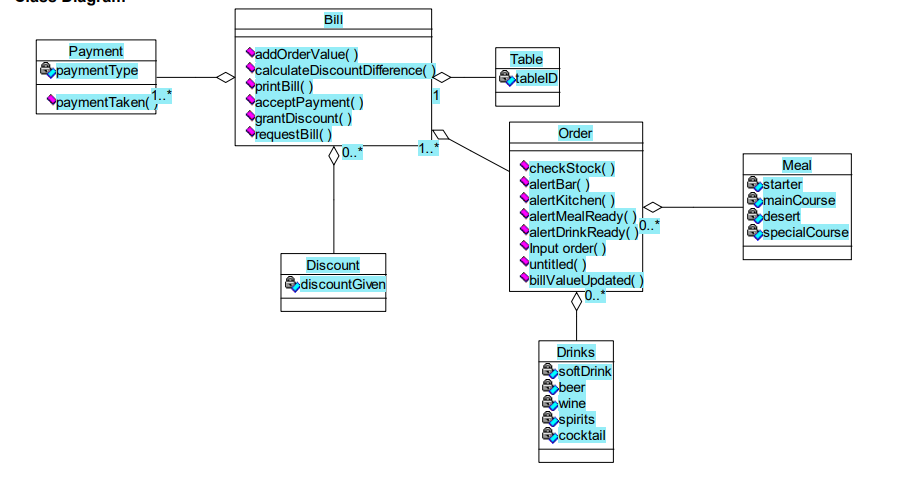 Class Diagram
Bill
addOrderValue( )
calculateDiscountDifference( )
printBill( )
acceptPayment( )
grantDiscount( )
requestBill( )
Payment
paymentType
paymentTaken( )
1..*
Table
tableID
1
0..*
1..*
Order
checkStock( )
alertBar( )
alertKitchen( )
alertMealReady( )
alertDrinkReady( )
Input order( )
untitled( )
billValueUpdated( )
0..*
0..*
Meal
starter
mainCourse
desert
specialCourse
Discount
discountGiven
Drinks
softDrink
beer
wine
spirits
cocktail